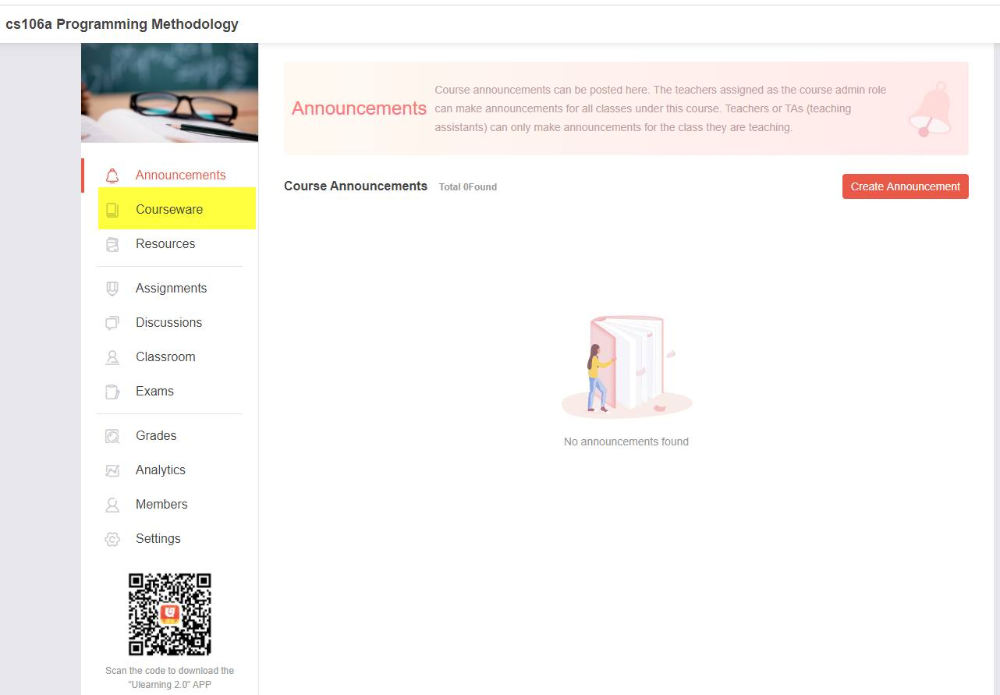 cs106a Programming Methodology
Announcements
Courseware
Resources
Assignments
Discussions
Classroom
Exams
Grades
Analytics
Members
Settings
Scan the code to download the
"Ulearning 2.0" APP
Announcements
Course announcements can be posted here. The teachers assigned as the course admin role
can make announcements for all classes under this course. Teachers or TAs (teaching
assistants) can only make announcements for the class they are teaching.
Course Announcements Total 0Found
Create Announcement
No announcements found